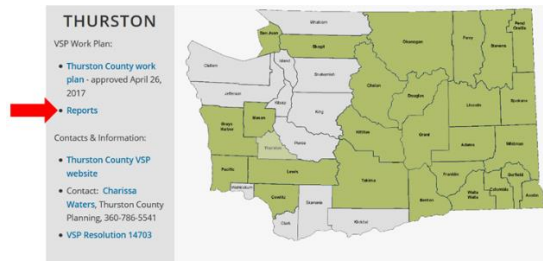 THURSTON
VSP Work Plan:
• Thurston County work
plan - approved April 26,
2017
• Reports
Contacts & Information:
• Thurston County VSP
website
• Contact: Charissa
Waters, Thurston County
Planning, 360-786-5541
• VSP Resolution 14703
Whatcom
San Juan
Skagit
Okanogan
Ferry
Stevens
Pend
Oreille
Clallam
Island
Snohomish
Chelan
Jefferson
Kitsap
King
Douglas
Lincoln
Spokane
Grays
Harbor
Mason
Kittitas
Grant
Thurston
Pierce
Adams
Whitman
Pacific
Lewis
Yakima
Franklin
Garfield
Wahkiakum
Cowlitz
Benton
Walla
Walla
Columbia
Asotin
Skamania
Clark
Klickitat